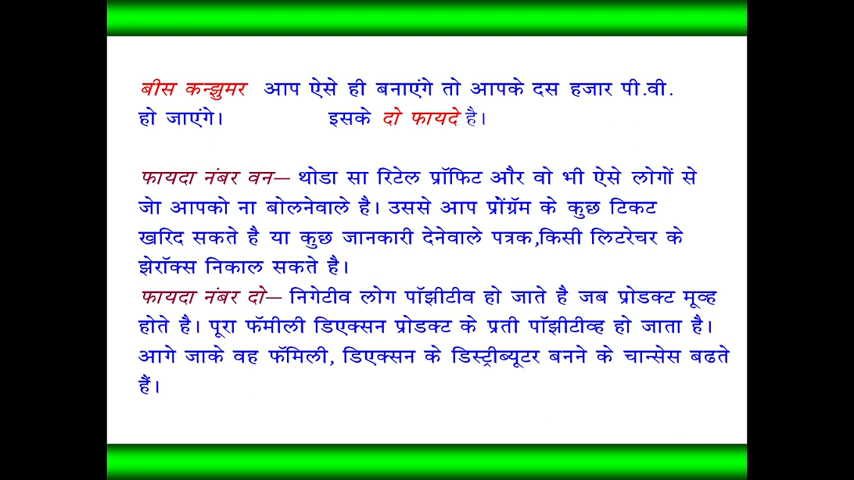 बीस कन्झुमर आप ऐसे ही बनाएंगे तो आपके दस हजार पी.वी.
हो जाएंगे। इसके दो फायदे है।
फायदा नंबर वन— थोडा सा रिटेल प्रॉफिट और वो भी ऐसे लोगों से
जेा आपको ना बोलनेवाले है। उससे आप प्रोंग्रॅम के कुछ टिकट
खरिद सकते है या कुछ जानकारी देनेवाले पत्रक,किसी लिटरेचर के
झेरॉक्स निकाल सकते है।
फायदा नंबर दो— निगेटीव लोग पॉझीटीव हो जाते है जब प्रोडक्ट मूव्ह
होते है। पूरा फॅमीली डिएक्सन प्रोडक्ट के प्रती पॉझीटीव्ह हो जाता है।
आगे जाके वह फॅमिली, डिएक्सन के डिस्ट्रीब्यूटर बनने के चान्सेस बढते
हैं।